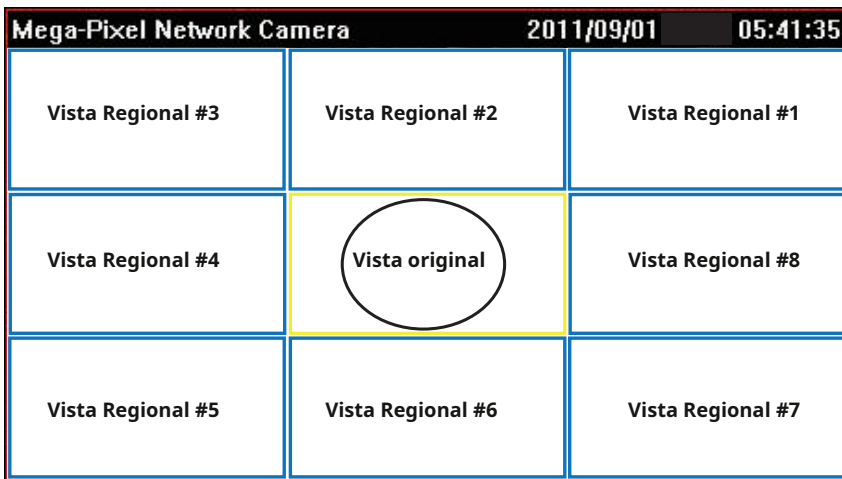 Mega-Pixel Network Camera 2011/09/01 05:41:35
Vista Regional #3 Vista Regional #2 Vista Regional #1
Vista Regional #4 Vista original Vista Regional #8
Vista Regional #5 Vista Regional #6 Vista Regional #7